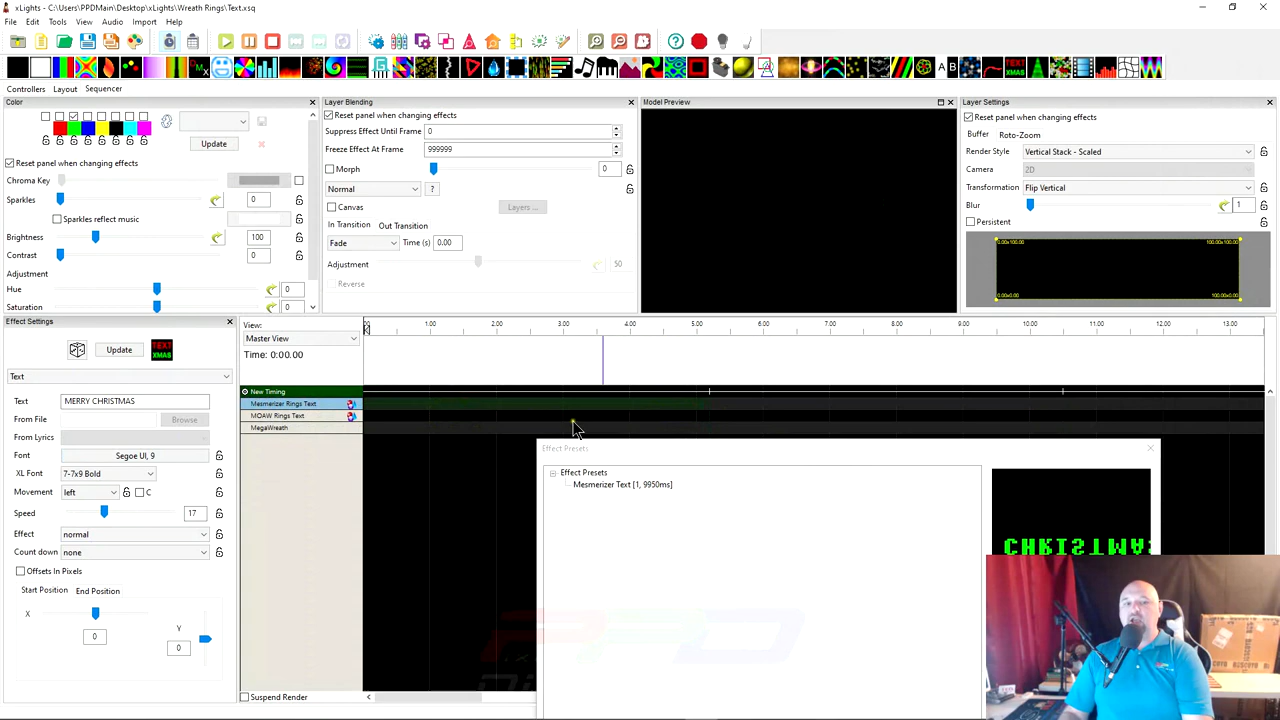 xLights - C:\Users\PPDMain\Desktop\xLights\Wreath Rings\Text.xsq
File Edit Tools View Audio Import Help
Controllers Layout Sequencer
Color
Update
Reset panel when changing effects
Chroma Key
Sparkles 0
Sparkles reflect music
Brightness 100
Contrast 0
Adjustment
Hue 0
Saturation 0
Layer Blending
Reset panel when changing effects
Suppress Effect Until Frame 0
Freeze Effect At Frame 999999
Morph 0
Normal ?
Canvas Layers ...
In Transition Out Transition
Fade Time (s) 0.00
Adjustment 50
Reverse
Model Preview
Layer Settings
Reset panel when changing effects
Buffer Roto-Zoom
Render Style Vertical Stack - Scaled
Camera 2D
Transformation Flip Vertical
Blur 1
Persistent
Effect Settings
Update TEXT XMAS
Text
Text MERRY CHRISTMAS
From File Browse
From Lyrics
Font Segoe UI, 9
XL Font 7-7x9 Bold
Movement left C
Speed 17
Effect normal
Count down none
Offsets In Pixels
Start Position End Position
X 0
Y 0
View:
Master View
Time: 0:00.00
1.00 2.00 3.00 4.00 5.00 6.00 7.00 8.00 9.00 10.00 11.00 12.00 13.00
New Timing
Mesmerizer Rings Text
MOAW Rings Text
MegaWreath
Suspend Render
Effect Presets
Effect Presets
Mesmerizer Text [1, 9950ms]
CHRISTMAS
PPD